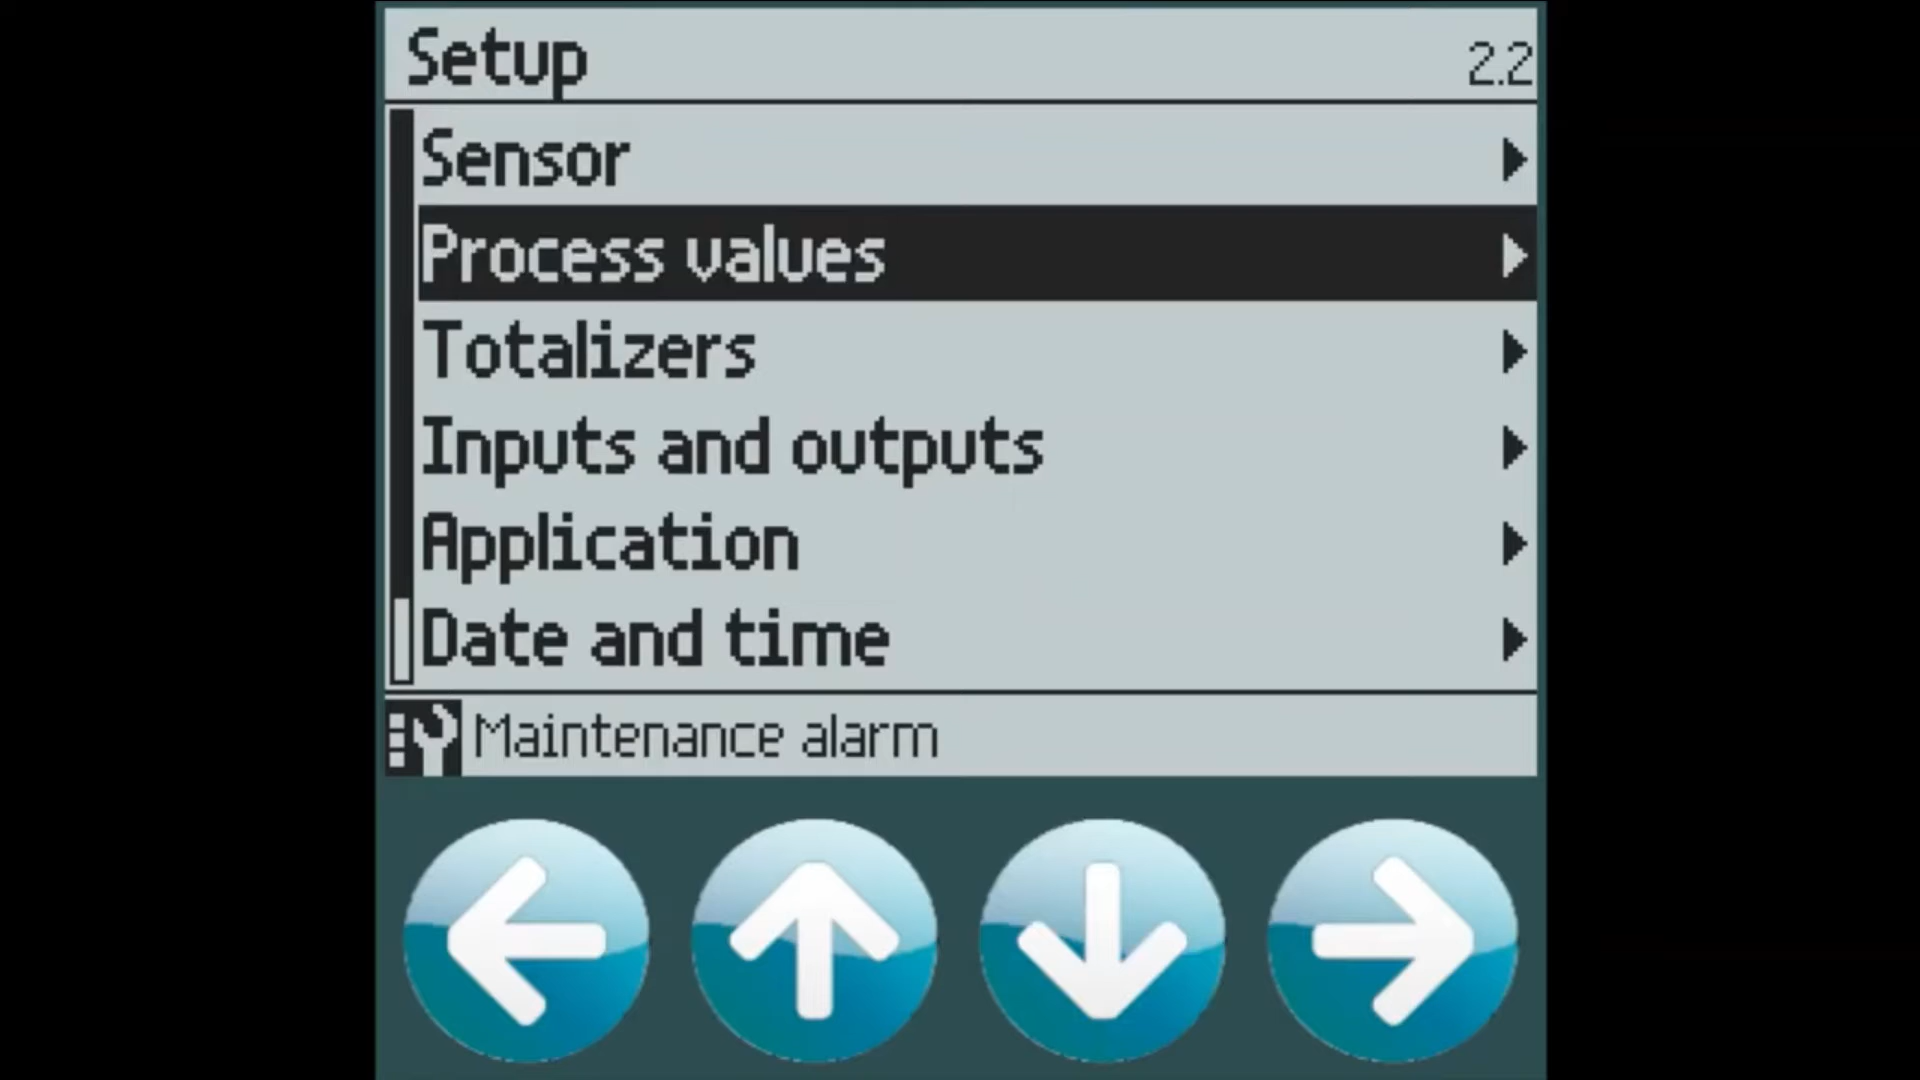 Setup 2.2
Sensor
Process values
Totalizers
Inputs and outputs
Application
Date and time
Maintenance alarm